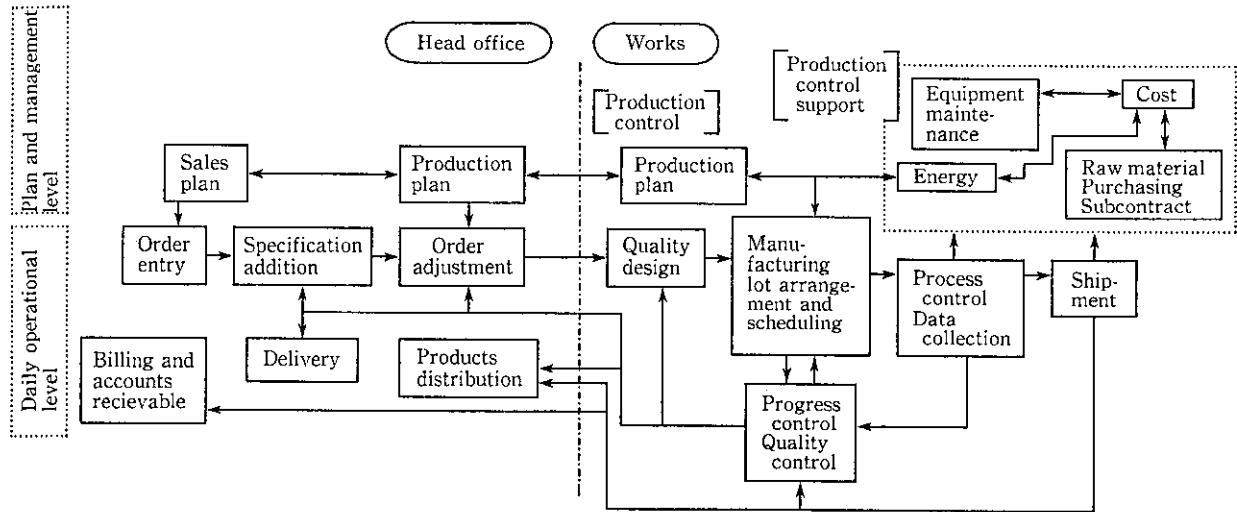 Head office
Works
Plan and management
level
Production
control
support
Production
control
Equipment
mainte-
nance
Cost
Sales
plan
Production
plan
Production
plan
Energy
Raw material
Purchasing
Subcontract
Daily operational
level
Order
entry
Specification
addition
Order
adjustment
Quality
design
Manu-
facturing
lot arrange-
ment and
scheduling
Process
control
Data
collection
Ship-
ment
Billing and
accounts
recievable
Delivery
Products
distribution
Progress
control
Quality
control